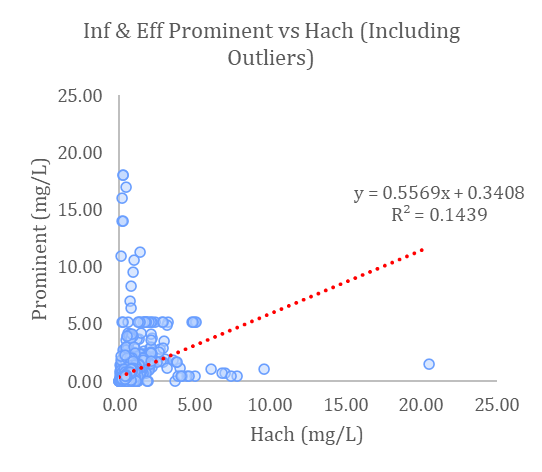 Inf & Eff Prominent vs Hach (Including
Outliers)
25.00
20.00
15.00
10.00
5.00
0.00
Prominent (mg/L)
y = 0.5569x + 0.3408
R² = 0.1439
0.00 5.00 10.00 15.00 20.00 25.00
Hach (mg/L)